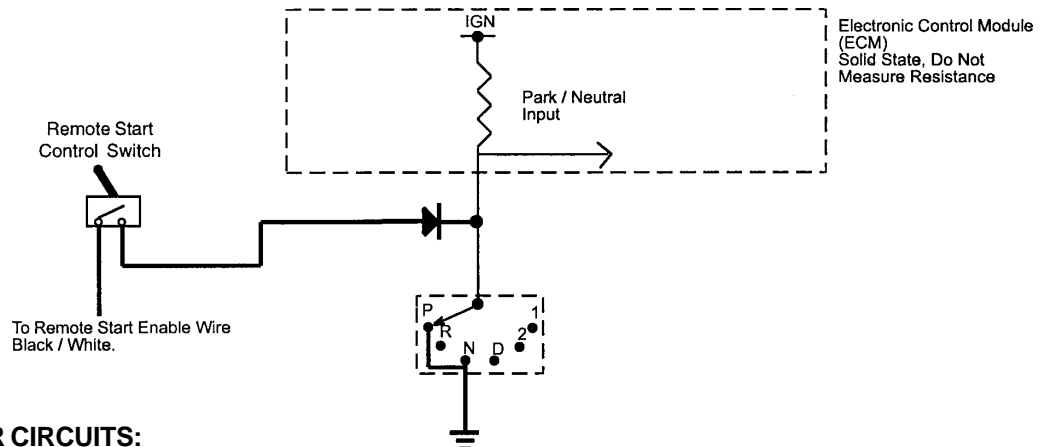 IGN
Electronic Control Module
(ECM)
Solid State, Do Not
Measure Resistance
Park / Neutral
Input
Remote Start
Control Switch
To Remote Start Enable Wire
Black / White.
P
R
N
D
2
1
R CIRCUITS: